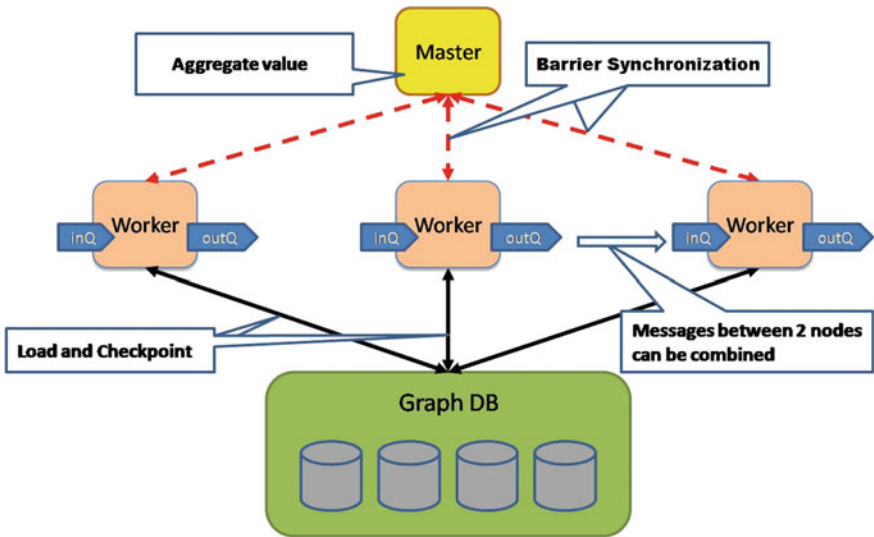 Master
Aggregate value
Barrier Synchronization
Worker
inQ
outQ
Worker
inQ
outQ
Worker
inQ
outQ
Load and Checkpoint
Messages between 2 nodes
can be combined
Graph DB